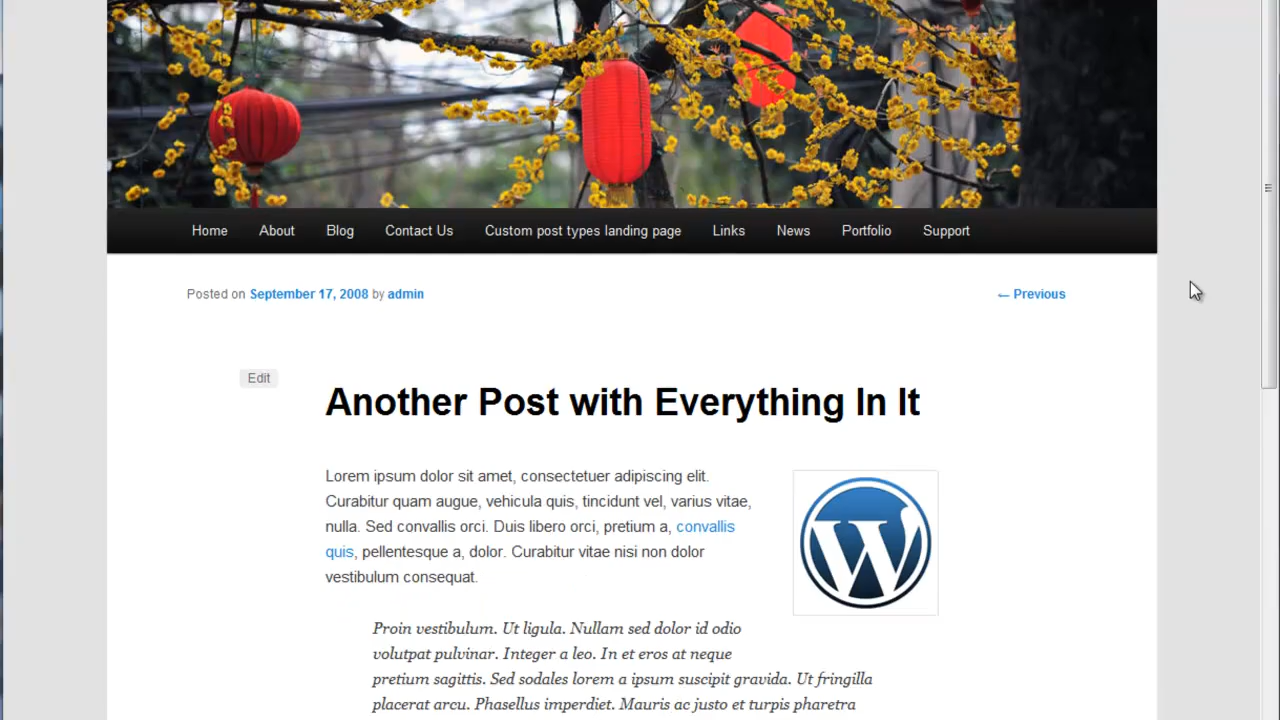 Home About Blog Contact Us Custom post types landing page Links News Portfolio Support
Posted on September 17, 2008 by admin
← Previous
Edit
Another Post with Everything In It
Lorem ipsum dolor sit amet, consectetuer adipiscing elit.
Curabitur quam augue, vehicula quis, tincidunt vel, varius vitae,
nulla. Sed convallis orci. Duis libero orci, pretium a, convallis
quis, pellentesque a, dolor. Curabitur vitae nisi non dolor
vestibulum consequat.
W
Proin vestibulum. Ut ligula. Nullam sed dolor id odio
volutpat pulvinar. Integer a leo. In et eros at neque
pretium sagittis. Sed sodales lorem a ipsum suscipit gravida. Ut fringilla
placerat arcu. Phasellus imperdiet. Mauris ac justo et turpis pharetra